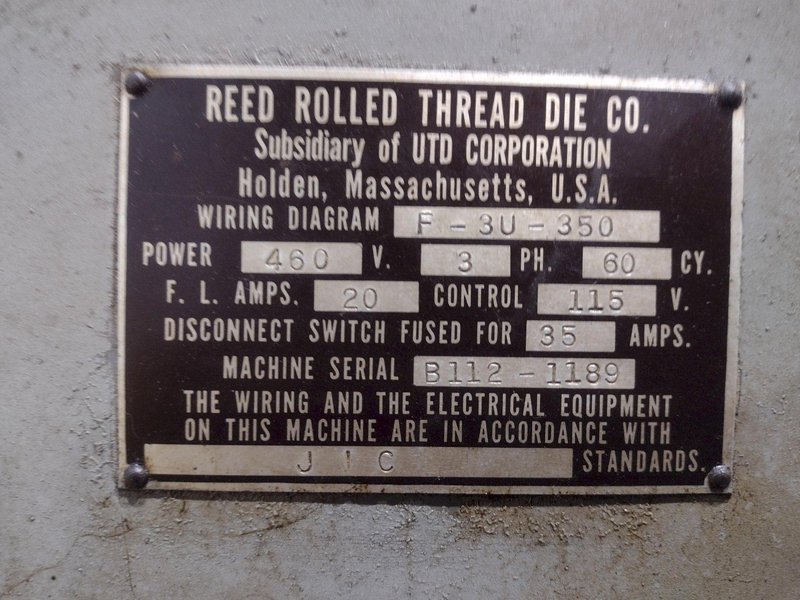 REED ROLLED THREAD DIE CO.
Subsidiary of UTD CORPORATION
Holden, Massachusetts, U.S.A.
WIRING DIAGRAM F-3U-350
POWER 460 V. 3 PH. 60 CY.
F. L. AMPS. 20 CONTROL 115 V.
DISCONNECT SWITCH FUSED FOR 35 AMPS.
MACHINE SERIAL B112-1189
THE WIRING AND THE ELECTRICAL EQUIPMENT
ON THIS MACHINE ARE IN ACCORDANCE WITH
JIC STANDARDS.